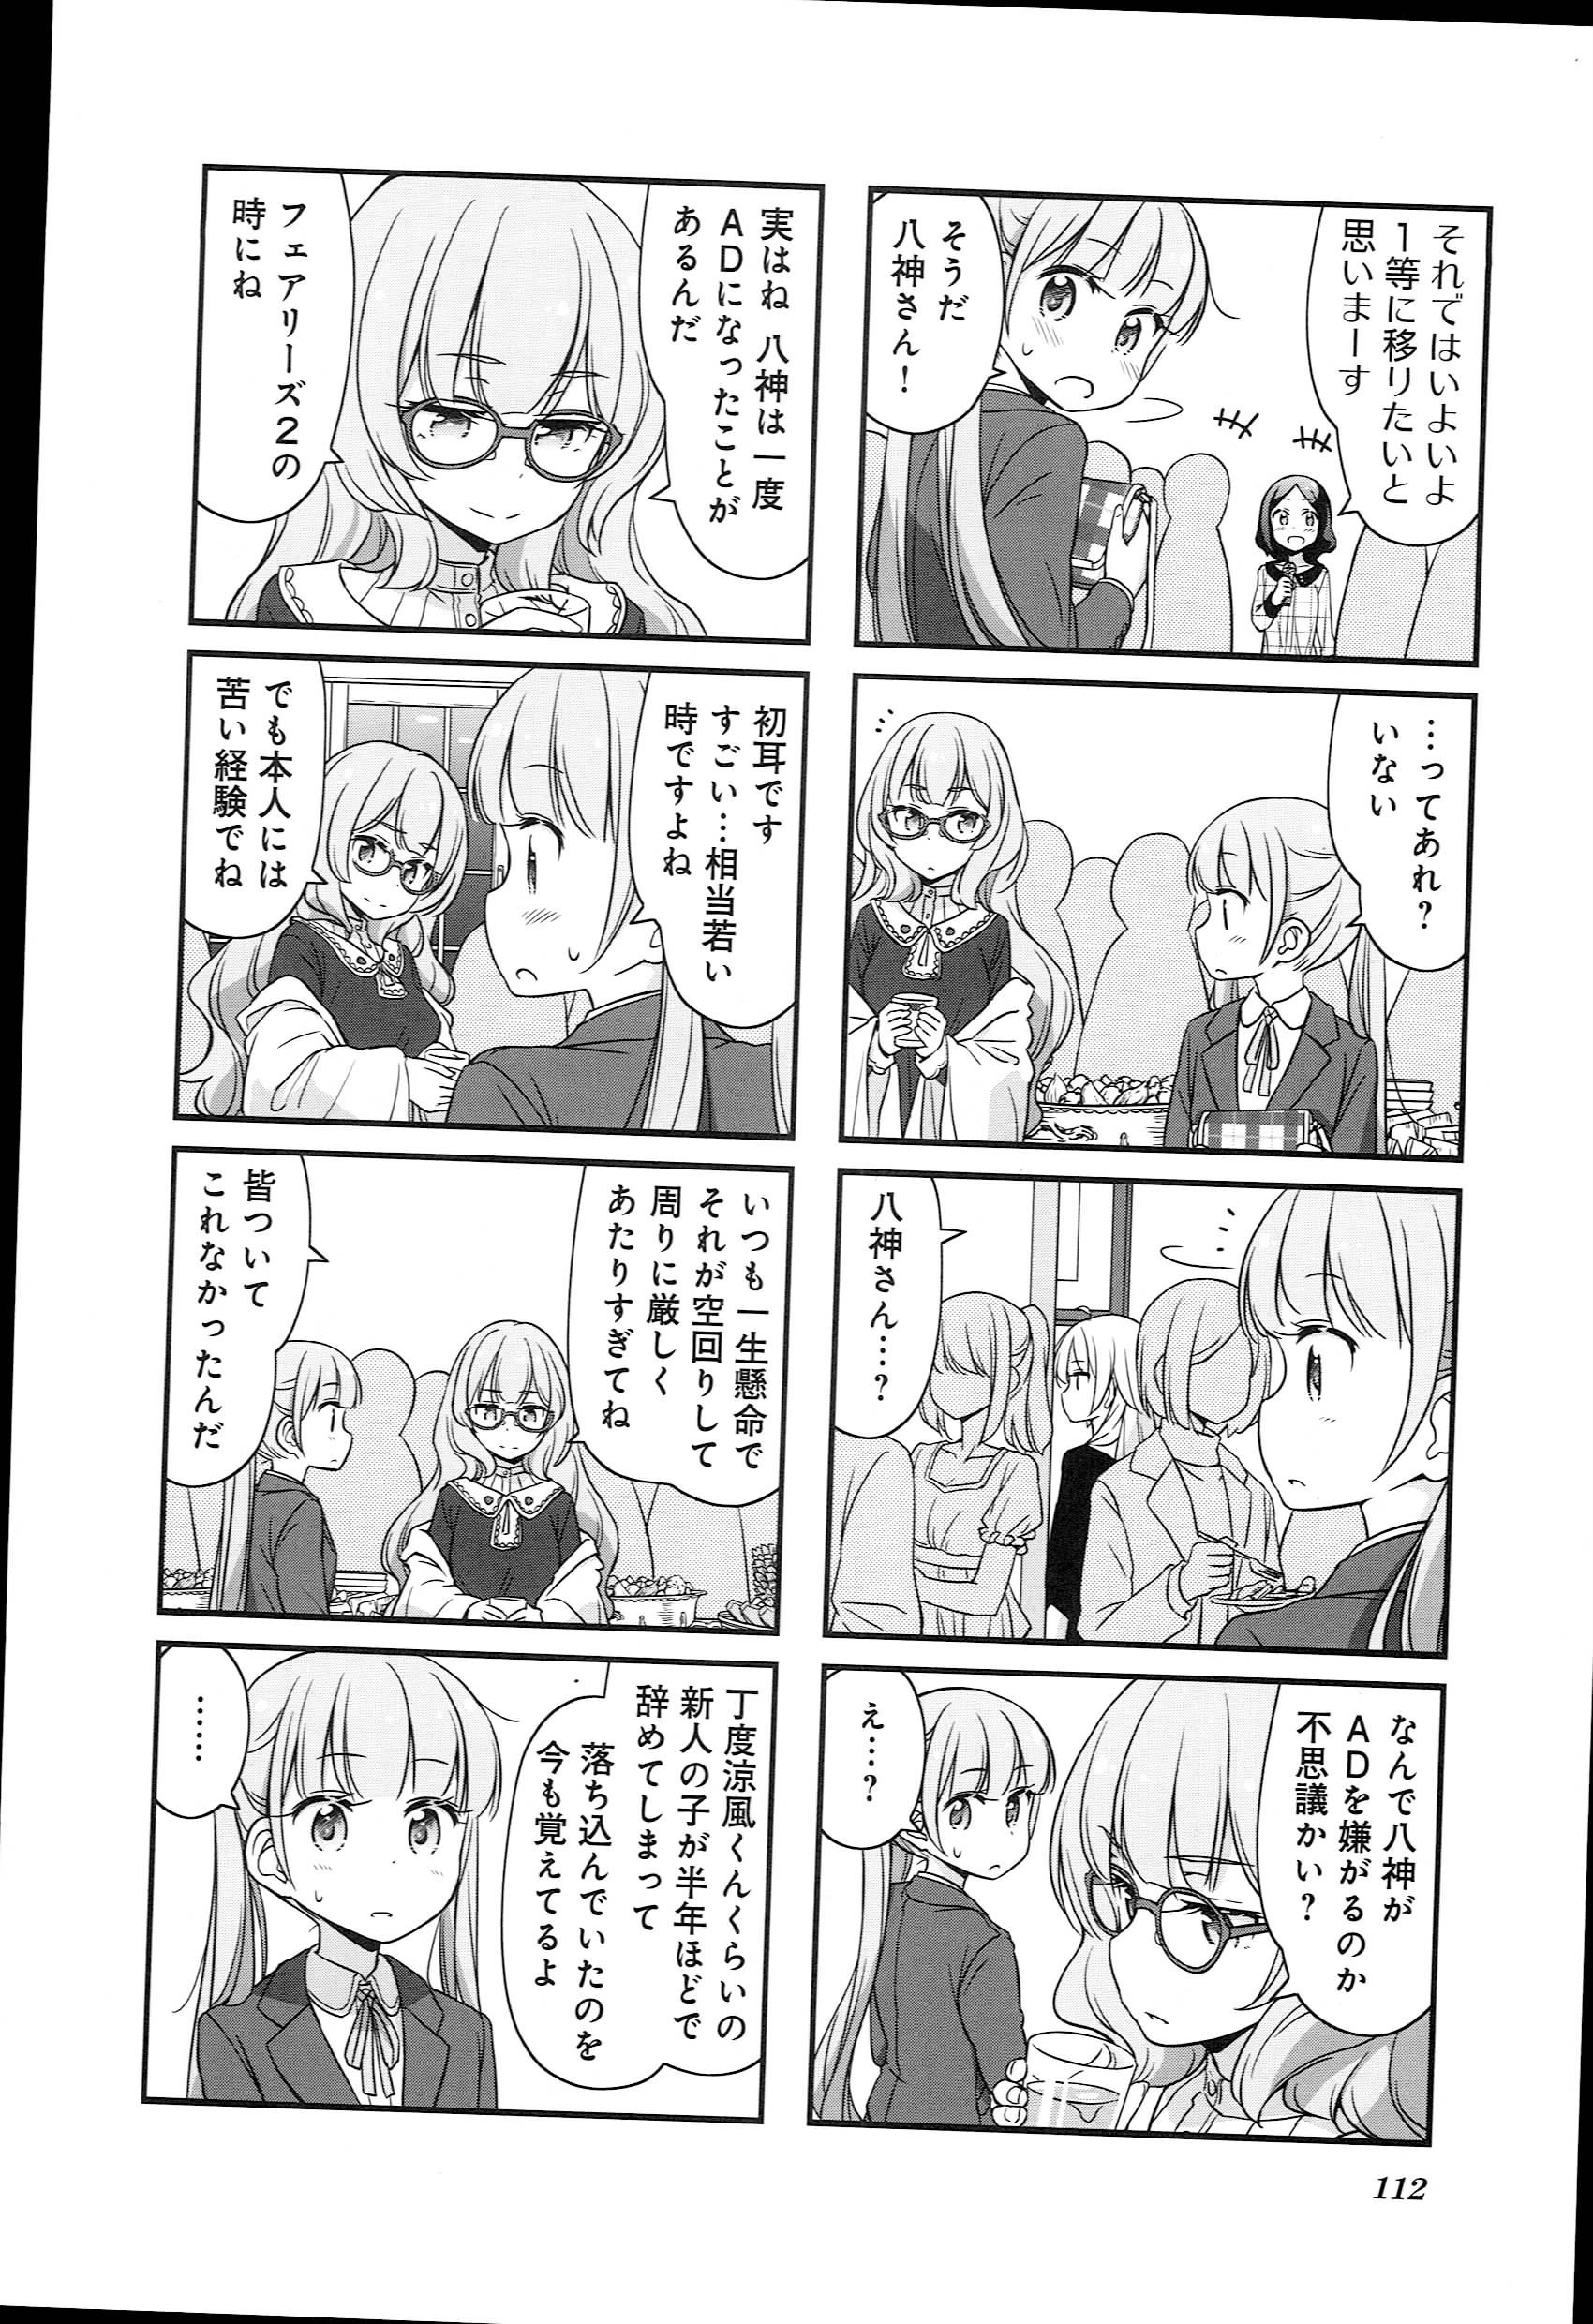 それではいよいよ
1等に移りたいと
思いまーす
そうだ
八神さん！
…ってあれ？
いない
八神さん…？
なんで八神が
ADを嫌がるのか
不思議かい？
え…？
実はね 八神は一度
ADになったことが
あるんだ
フェアリーズ2の
時にね
初耳です
すごい…相当若い
時ですよね
でも本人には
苦い経験でね
いつも一生懸命で
それが空回りして
周りに厳しく
あたりすぎてね
皆ついて
これなかったんだ
丁度涼風くんくらいの
新人の子が半年ほどで
辞めてしまって
落ち込んでいたのを
今も覚えてるよ
……
112